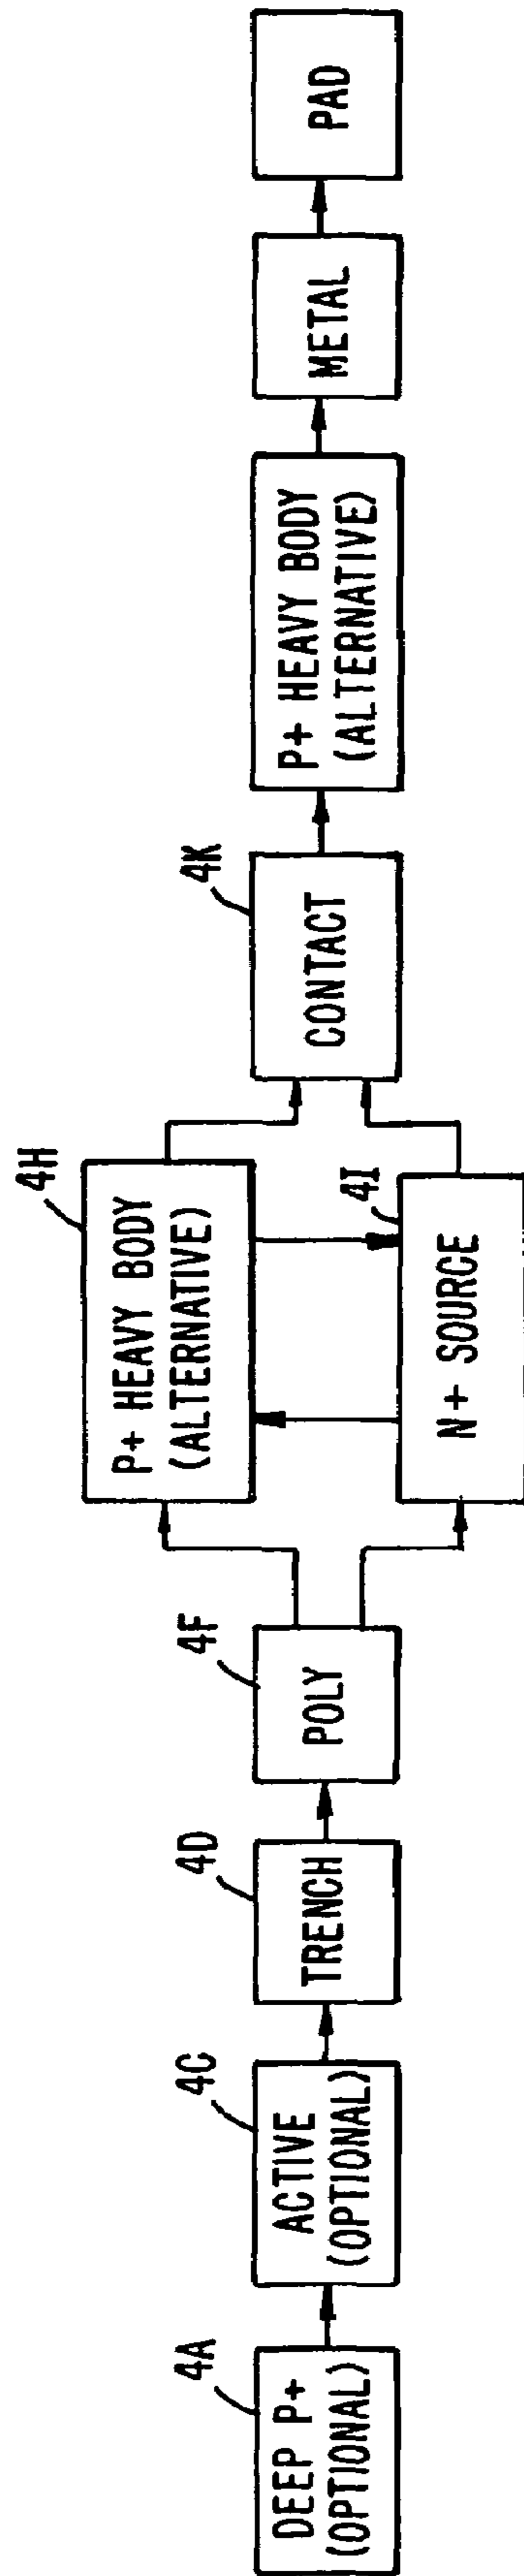 4A
DEEP P+
(OPTIONAL)
4C
ACTIVE
(OPTIONAL)
4D
TRENCH
4F
POLY
4H
P+ HEAVY BODY
(ALTERNATIVE)
4I
N+ SOURCE
4K
CONTACT
P+ HEAVY BODY
(ALTERNATIVE)
METAL
PAD